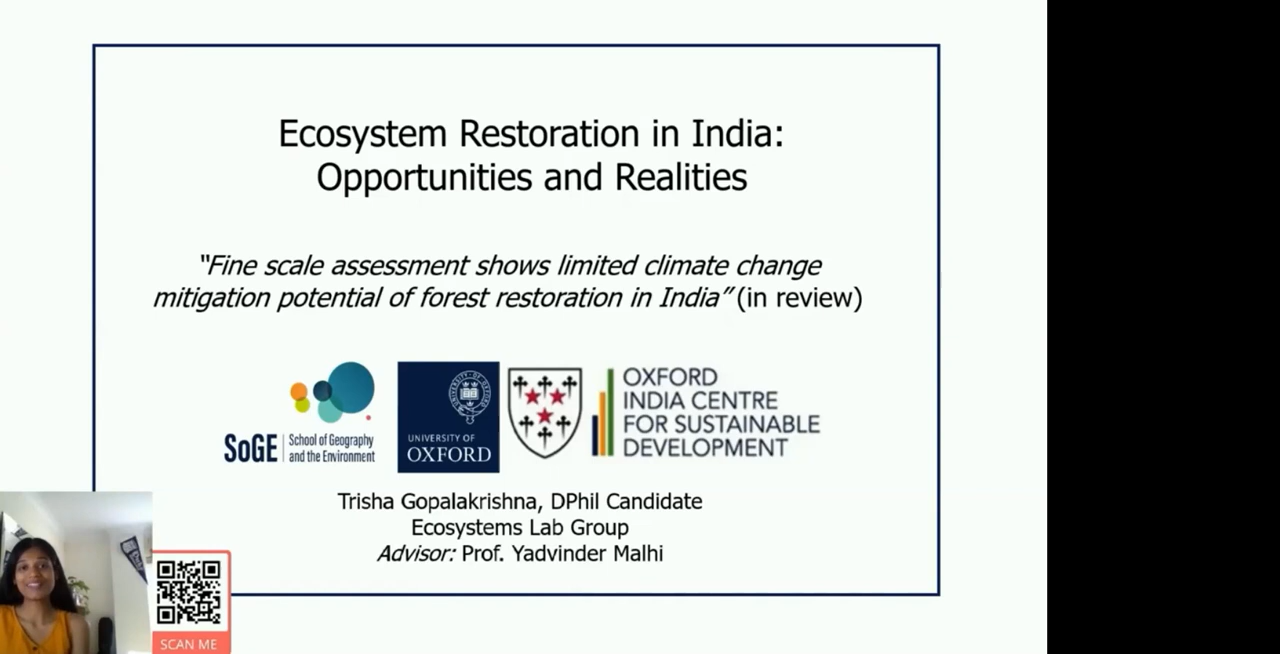 Ecosystem Restoration in India:
Opportunities and Realities
“Fine scale assessment shows limited climate change
mitigation potential of forest restoration in India” (in review)
SoGE
School of Geography
and the Environment
UNIVERSITY OF
OXFORD
OXFORD
INDIA CENTRE
FOR SUSTAINABLE
DEVELOPMENT
Trisha Gopalakrishna, DPhil Candidate
Ecosystems Lab Group
Advisor: Prof. Yadvinder Malhi
SCAN ME